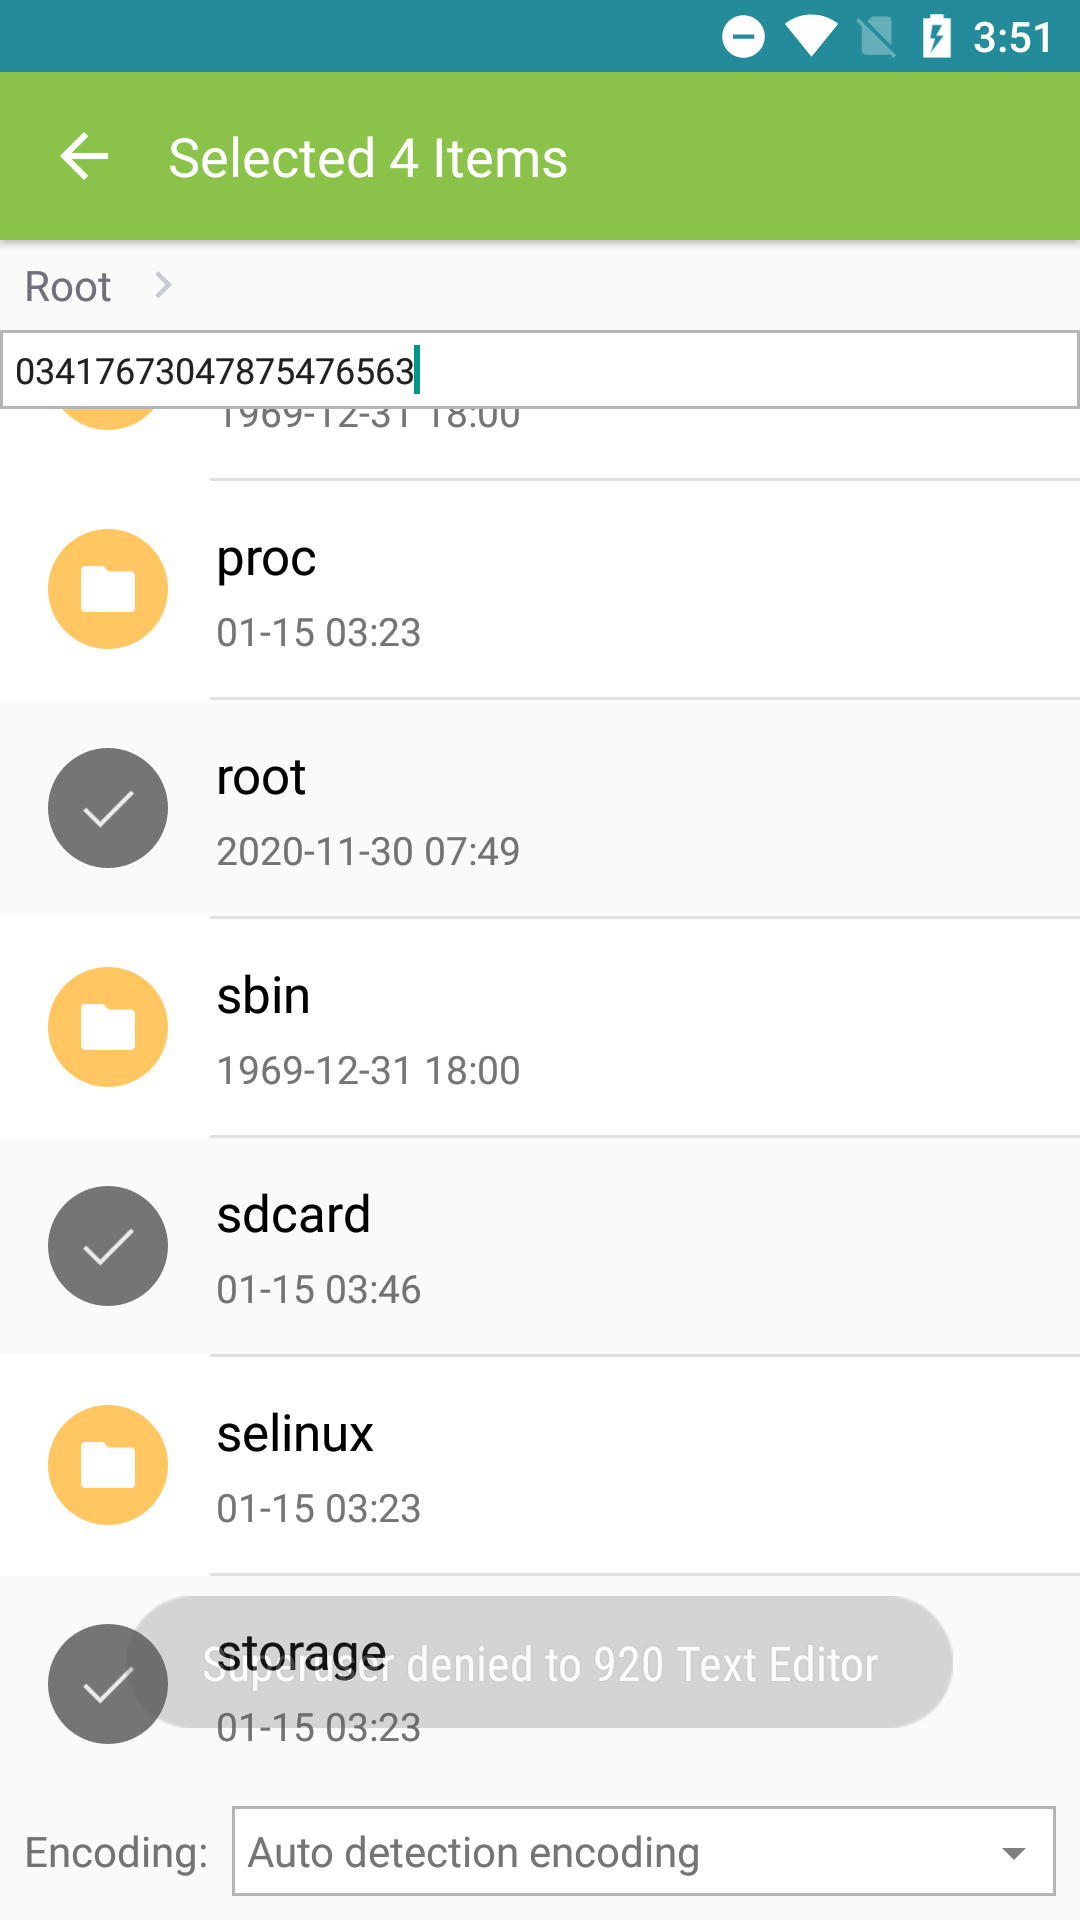 3:51
Selected 4 Items
Root
03417673047875476563
1969-12-31 18:00
proc
01-15 03:23
root
2020-11-30 07:49
sbin
1969-12-31 18:00
sdcard
01-15 03:46
selinux
01-15 03:23
storage
Superuser denied to 920 Text Editor
01-15 03:23
Encoding: Auto detection encoding